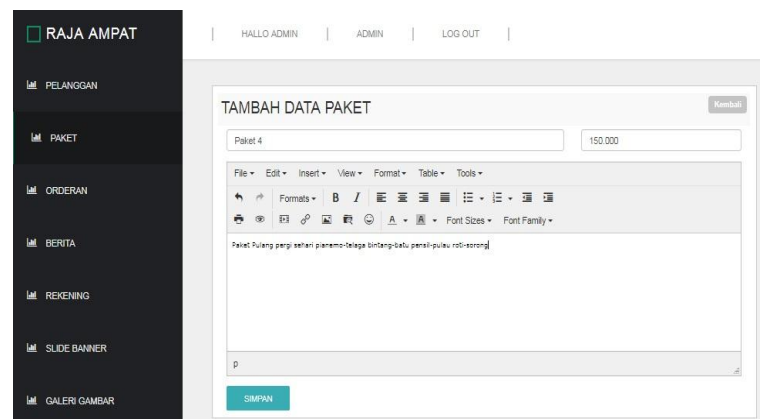 RAJA AMPAT
HALLO ADMIN
ADMIN
LOG OUT
PELANGGAN
PAKET
ORDERAN
BERITA
REKENING
SLIDE BANNER
GALERI GAMBAR
TAMBAH DATA PAKET
Kembali
Paket 4
150.000
File Edit Insert View Format Table Tools
Formats B I
A A Font Sizes Font Family
Paket Pulang pergi sehari pianemo-telaga bintang-batu pensil-pulau roti-sorong
p
SIMPAN